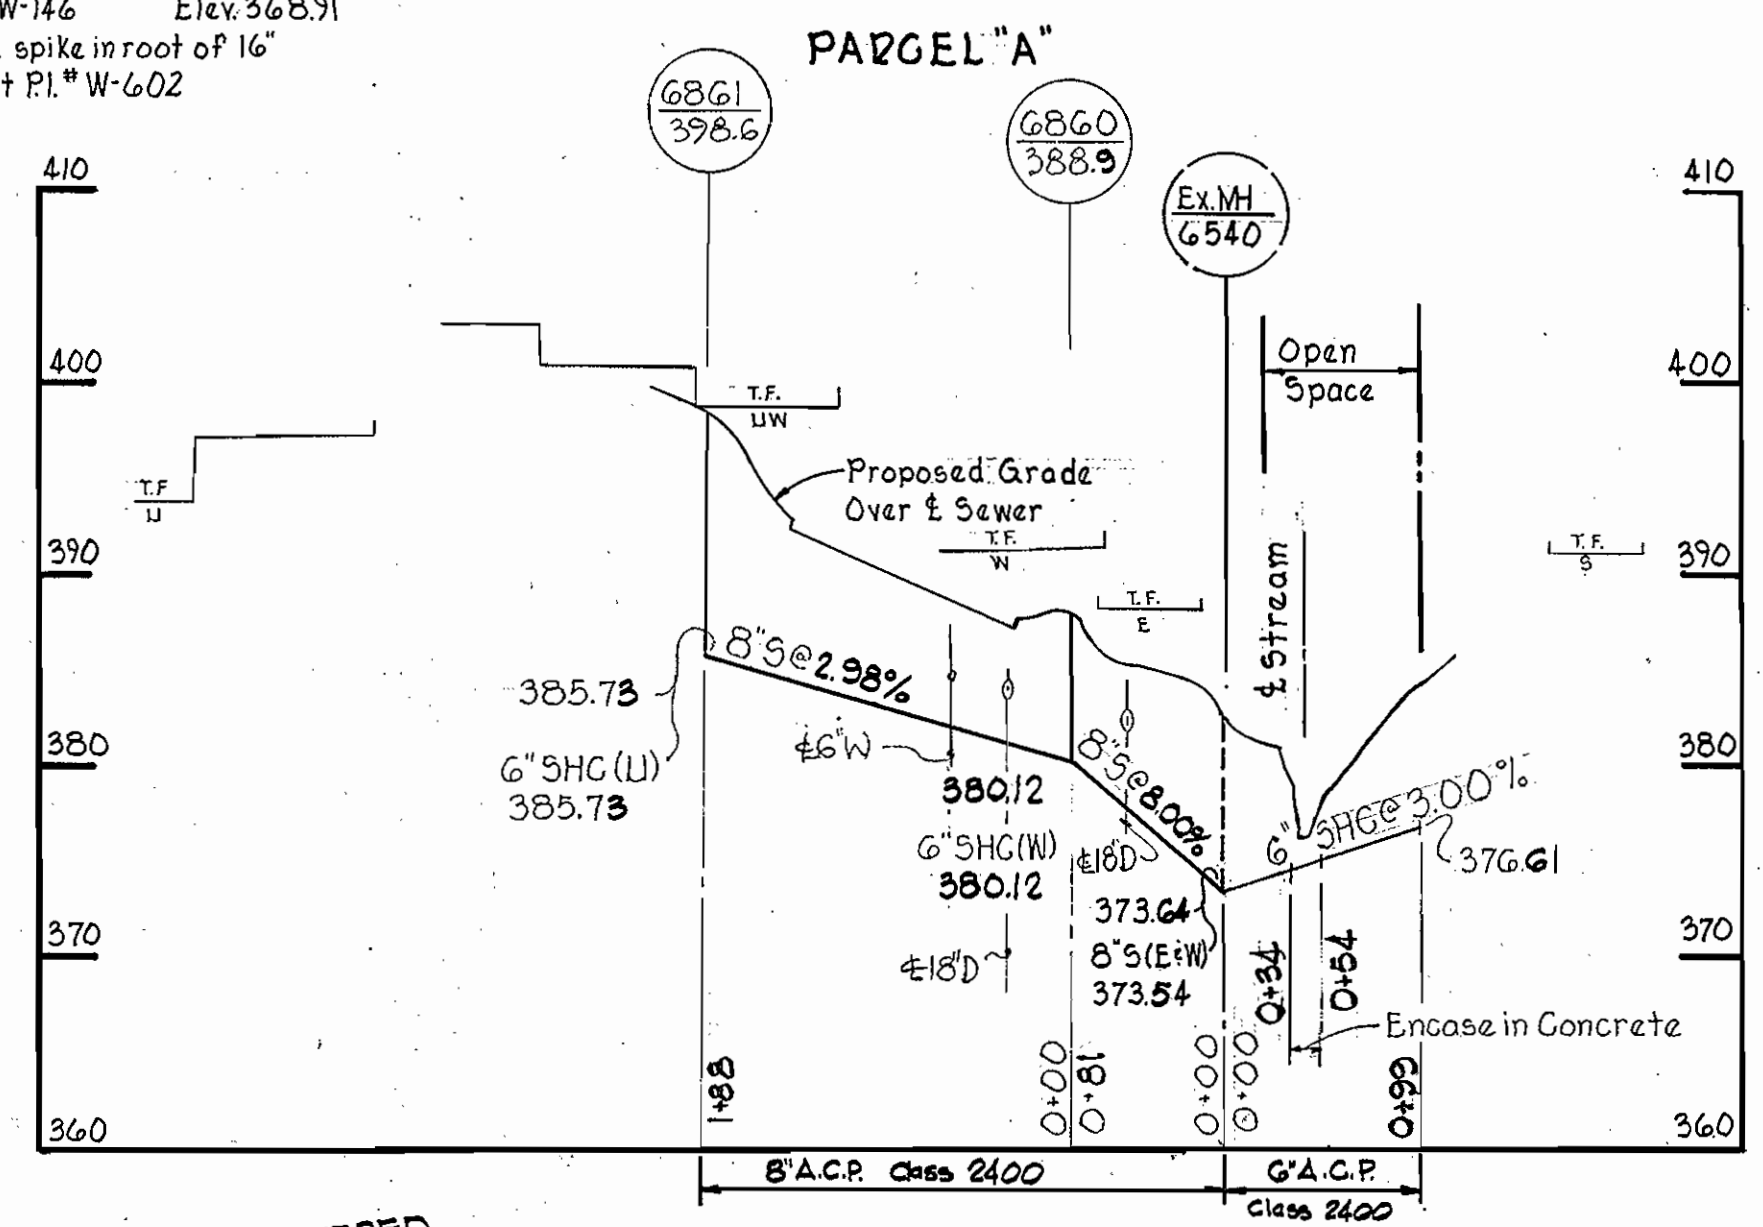 W-146 Elev. 368.91
spike in root of 16"
P.I. # W-602
PARCEL "A"
6861
398.6
6860
388.9
Ex. MH
6540
410
410
400
400
390
390
380
380
370
370
360
360
Open
Space
T.F.
T.F.
Proposed Grade
Over ℄ Sewer
T.F.
W
T.F.
E
T.F.
S
T.F.
℄ Stream
8"S@2.98%
385.73
6" SHC (U)
385.73
℄6"W
380.12
6"SHC(W)
380.12
℄18"D
8"S@8.00%
℄18"D
373.64
8"S(E&W)
373.54
6" SHC@ 3.00%
376.61
0+34
0+54
Encase in Concrete
1+88
0+00
0+81
0+00
0+00
0+99
8"A.C.P. Class 2400
6"A.C.P.
Class 2400